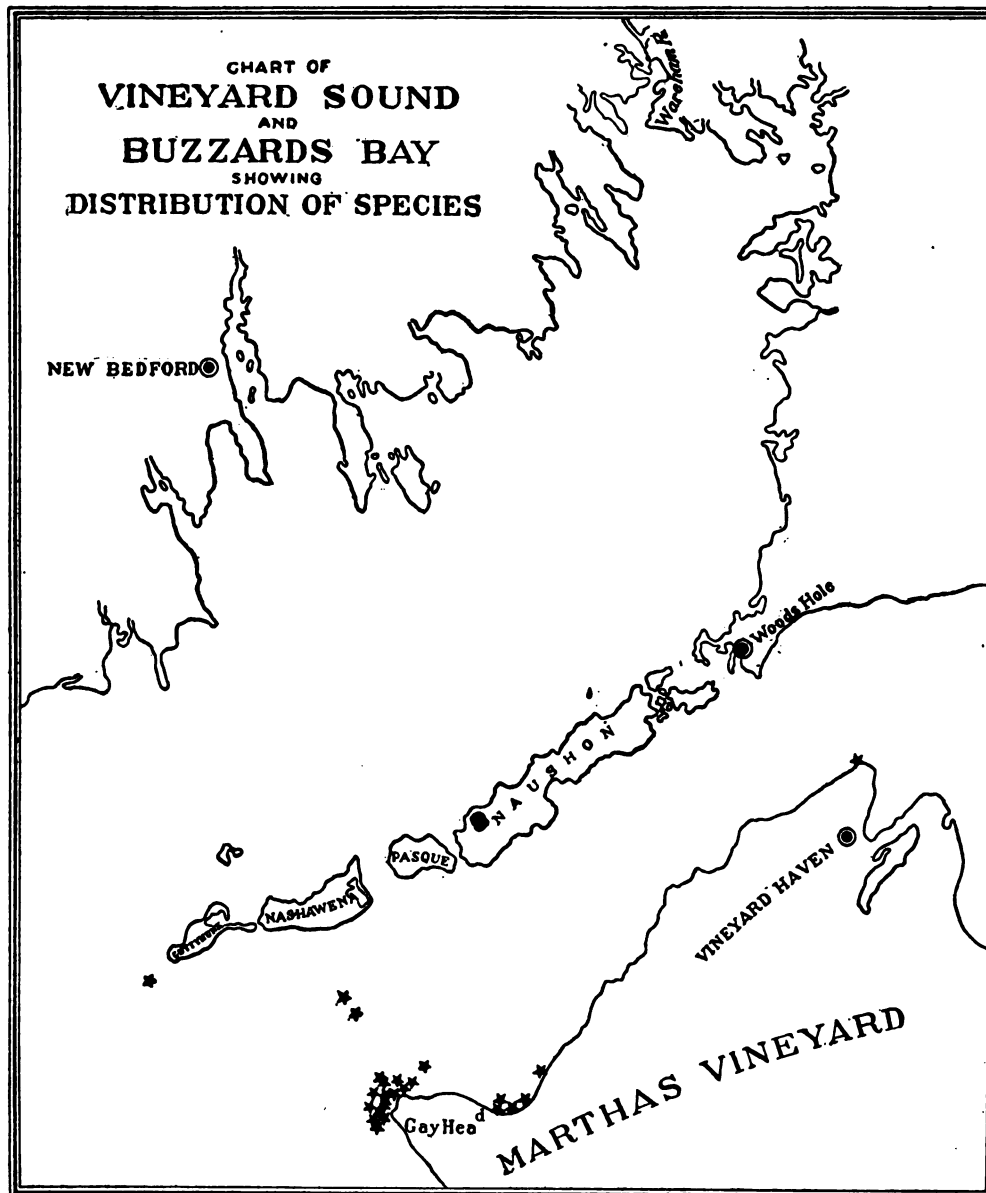 CHART OF
VINEYARD SOUND
AND
BUZZARDS BAY
SHOWING
DISTRIBUTION OF SPECIES
Wareham R.
NEW BEDFORD
Woods Hole
NAUSHON
PASQUE
NASHAWENA
VINEYARD HAVEN
MARTHAS VINEYARD
Gay Head